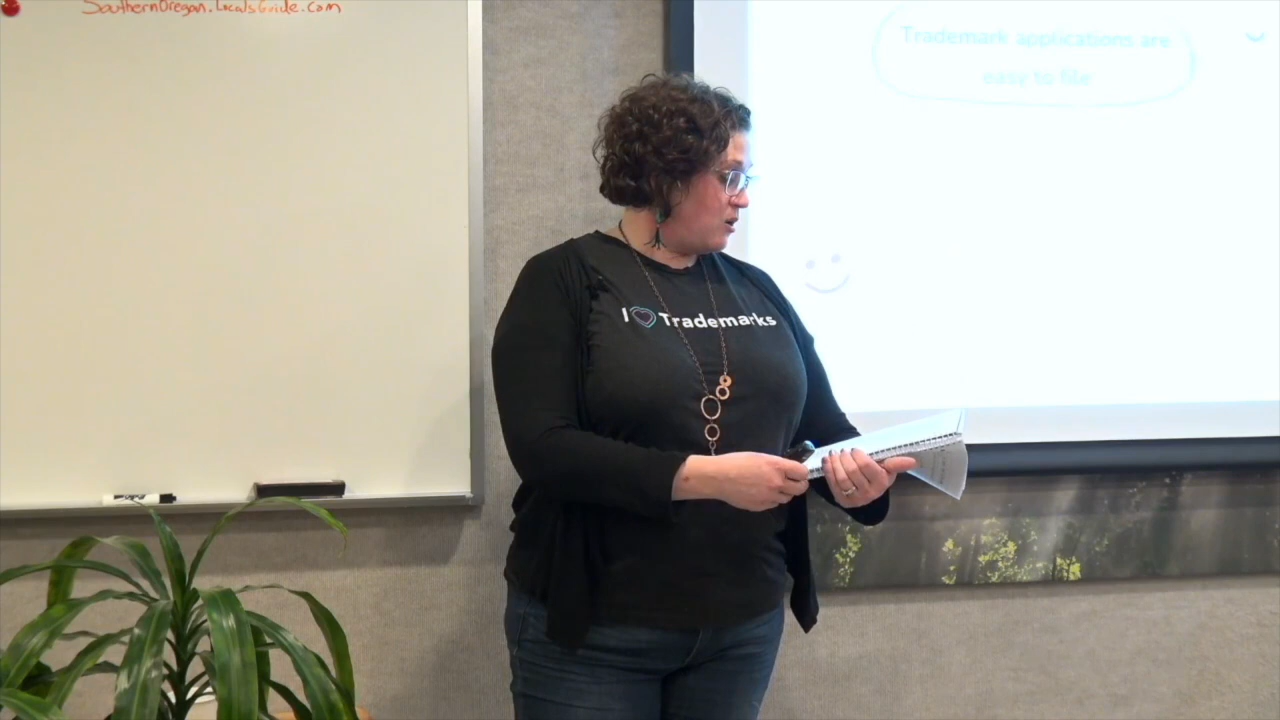 SouthernOregon.LocalsGuide.com
Trademark applications are
easy to file
I Trademarks